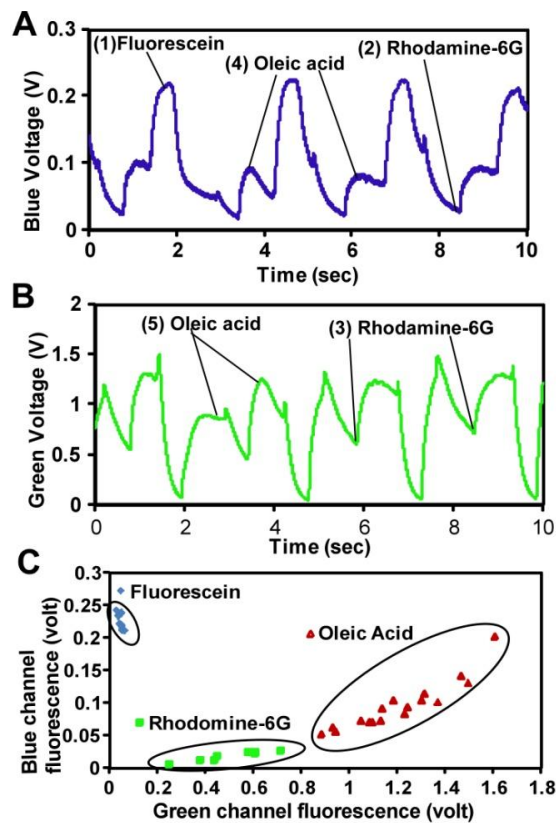 A
(1)Fluorescein
(4) Oleic acid
(2) Rhodamine-6G
Blue Voltage (V)
0.2
0.1
0
0 2 4 6 8 10
Time (sec)
B
(5) Oleic acid
(3) Rhodamine-6G
Green Voltage (V)
2
1.5
1
0.5
0
0 2 4 6 8 10
Time (sec)
C
Fluorescein
Oleic Acid
Rhodomine-6G
Blue channel
fluorescence (volt)
0.3
0.25
0.2
0.15
0.1
0.05
0
0 0.2 0.4 0.6 0.8 1 1.2 1.4 1.6 1.8
Green channel fluorescence (volt)